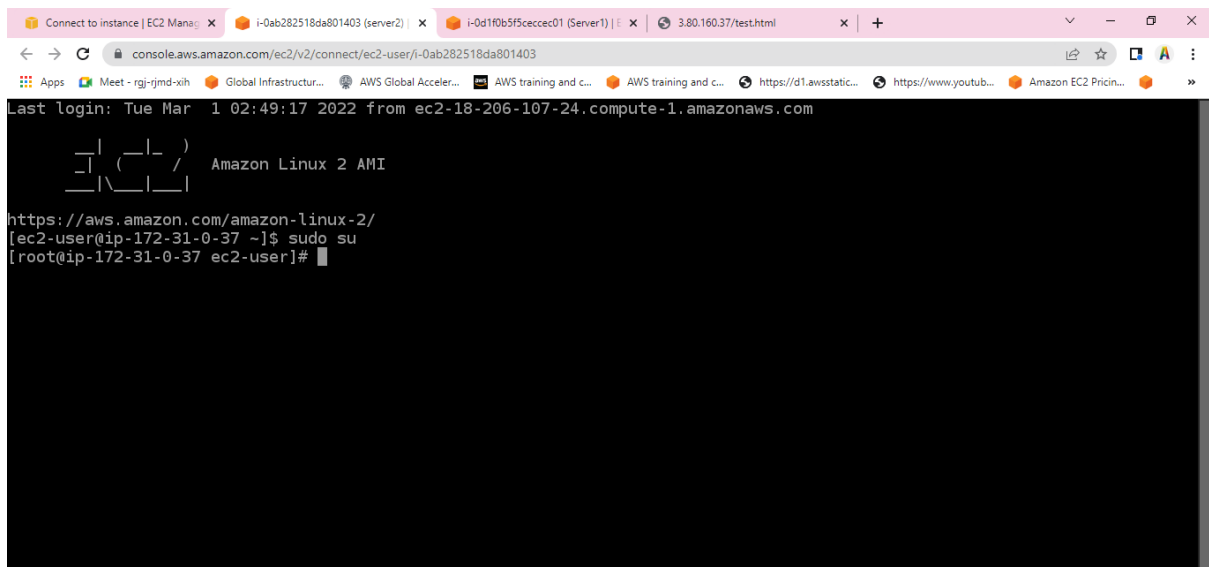 Connect to instance | EC2 Manag
i-0ab282518da801403 (server2) |
i-0d1f0b5f5ceccec01 (Server1) | E
3.80.160.37/test.html
console.aws.amazon.com/ec2/v2/connect/ec2-user/i-0ab282518da801403
Apps
Meet - rgj-rjmd-xih
Global Infrastructur...
AWS Global Acceler...
aws
AWS training and c...
AWS training and c...
https://d1.awsstatic...
https://www.youtub...
Amazon EC2 Pricin...
A
Last login: Tue Mar  1 02:49:17 2022 from ec2-18-206-107-24.compute-1.amazonaws.com
__|  __|_  )
_|  (     /   Amazon Linux 2 AMI
___|\___|___|
https://aws.amazon.com/amazon-linux-2/
[ec2-user@ip-172-31-0-37 ~]$ sudo su
[root@ip-172-31-0-37 ec2-user]#